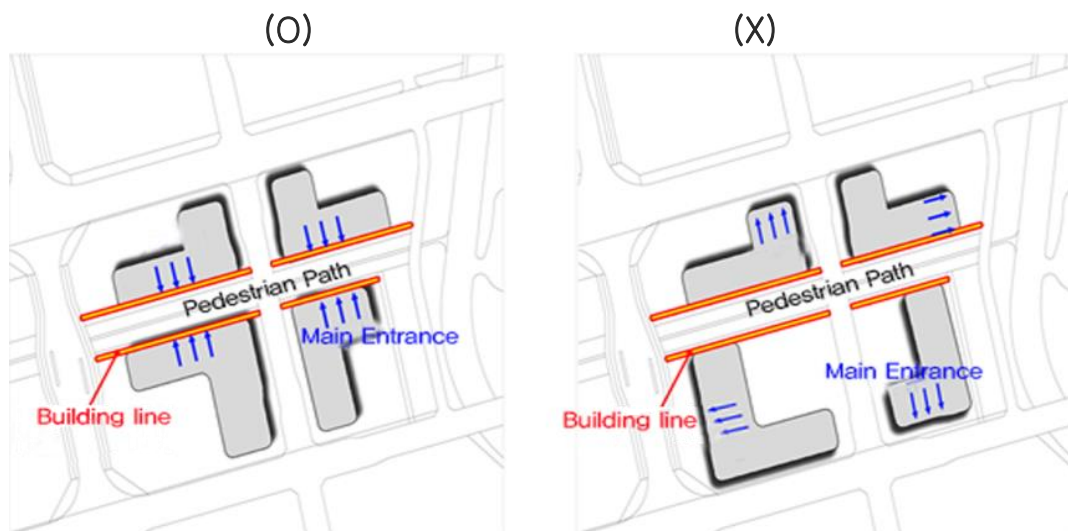 (O)
(X)
Pedestrian Path
Main Entrance
Building line
Pedestrian Path
Main Entrance
Building line